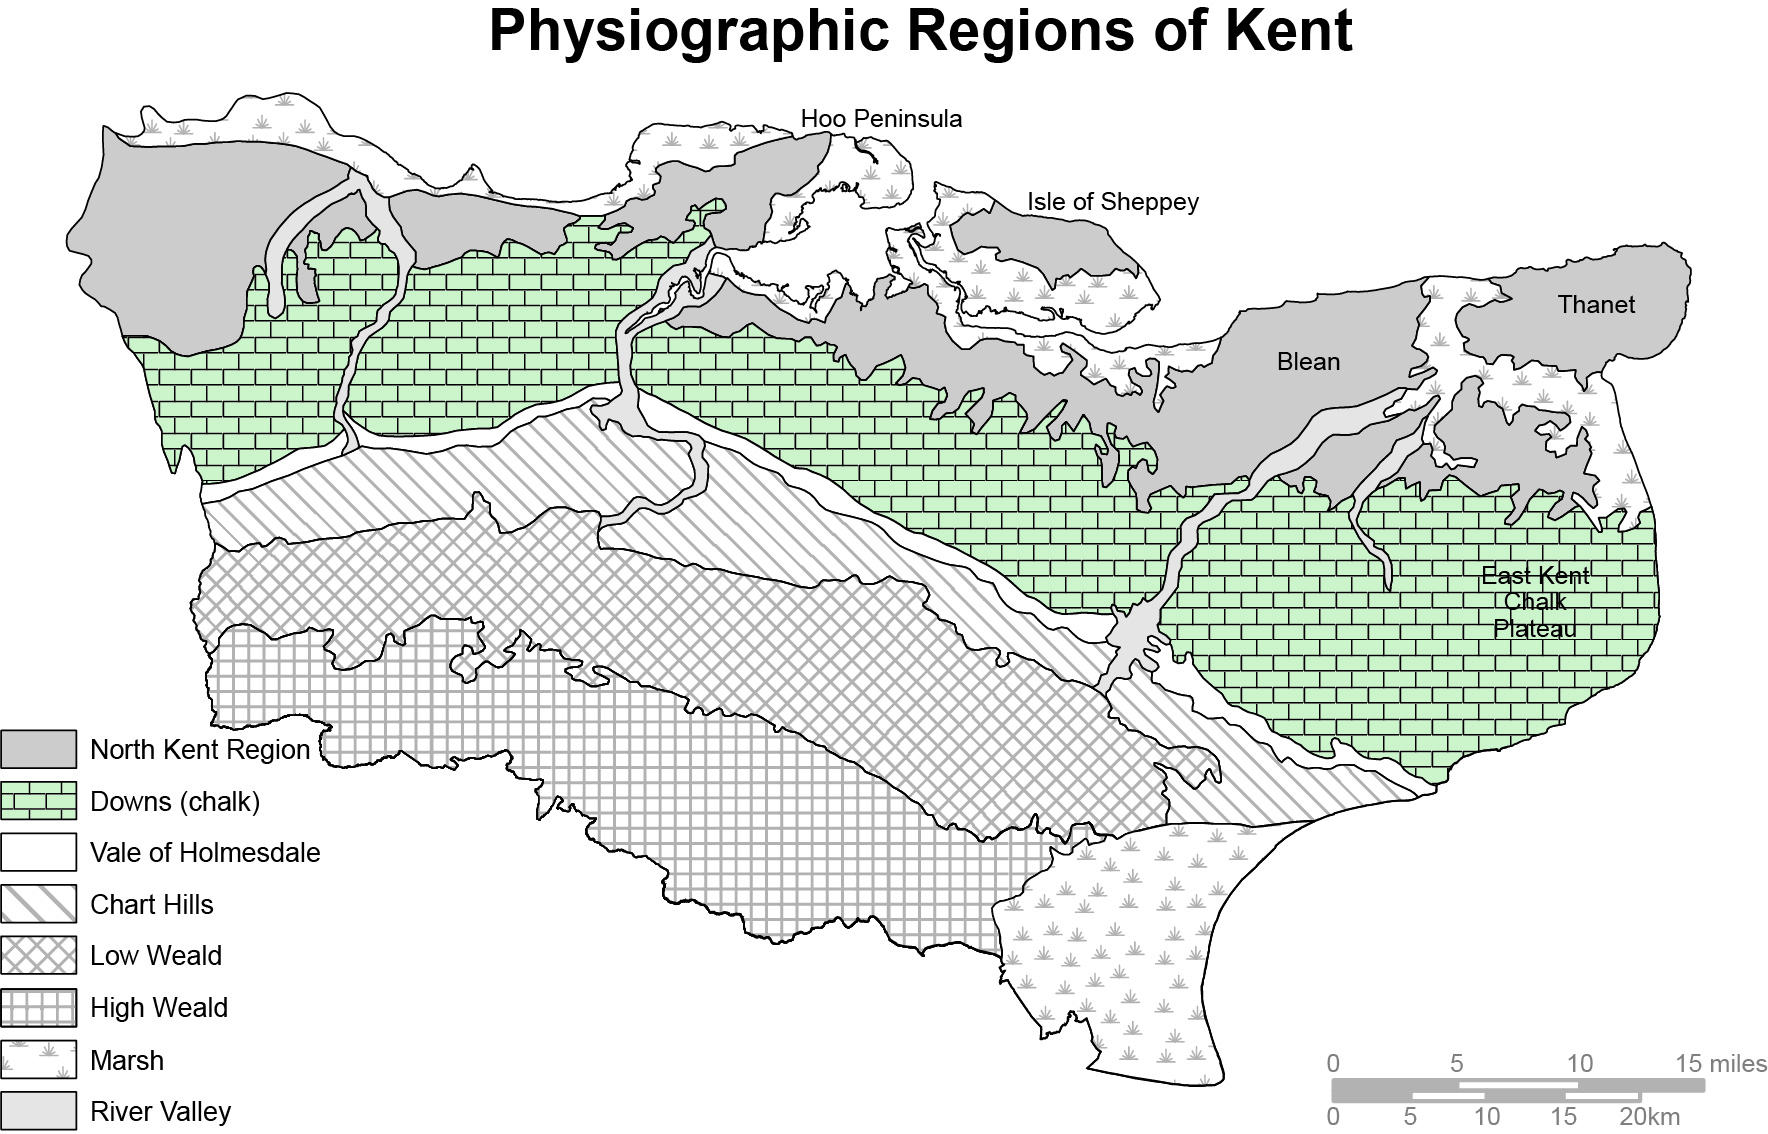 Physiographic Regions of Kent
Hoo Peninsula
Isle of Sheppey
Thanet
Blean
East Kent
Chalk
Plateau
North Kent Region
Downs (chalk)
Vale of Holmesdale
Chart Hills
Low Weald
High Weald
Marsh
River Valley
0 5 10 15 miles
0 5 10 15 20km